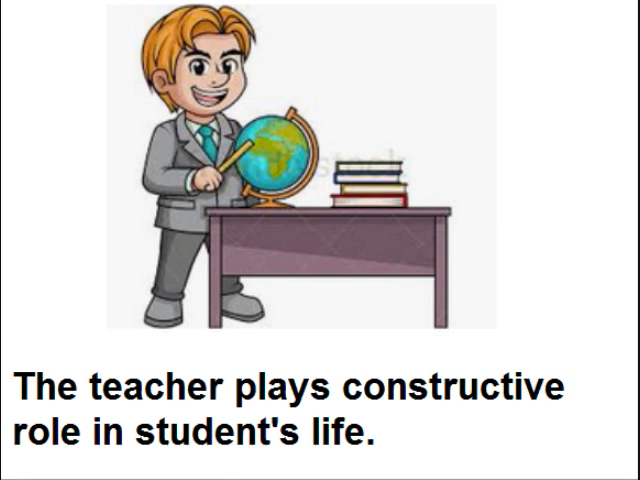 The teacher plays constructive
role in student's life.